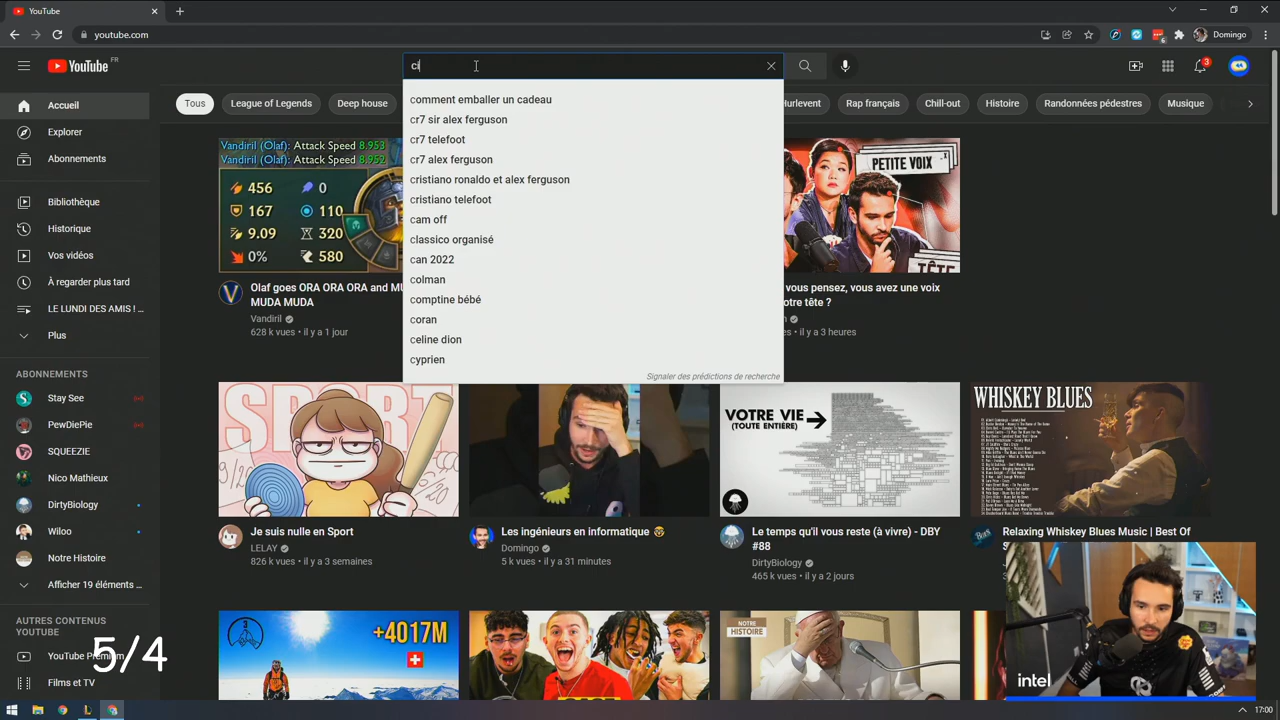 YouTube
youtube.com
Domingo
YouTube
FR
ci
3
Tous
League of Legends
Deep house
Hurlevent
Rap français
Chill-out
Histoire
Randonnées pédestres
Musique
Accueil
Explorer
Abonnements
Bibliothèque
Historique
Vos vidéos
À regarder plus tard
LE LUNDI DES AMIS ! ...
Plus
ABONNEMENTS
Stay See
PewDiePie
SQUEEZIE
Nico Mathieux
DirtyBiology
Wiloo
Notre Histoire
Afficher 19 éléments ...
AUTRES CONTENUS
YOUTUBE
YouTube Premium
Films et TV
5/4
comment emballer un cadeau
cr7 sir alex ferguson
cr7 telefoot
cr7 alex ferguson
cristiano ronaldo et alex ferguson
cristiano telefoot
cam off
classico organisé
can 2022
colman
comptine bébé
coran
celine dion
cyprien
Signaler des prédictions de recherche
Vandiril (Olaf): Attack Speed 8.953
Vandiril (Olaf): Attack Speed 8.952
456 0
167 110
9.09 320
0% 580
Olaf goes ORA ORA ORA and MU
MUDA MUDA
Vandiril
628 k vues • il y a 1 jour
PETITE VOIX
TÊTE
vous pensez, vous avez une voix
otre tête ?
vues • il y a 3 heures
SPORT
Je suis nulle en Sport
LELAY
826 k vues • il y a 3 semaines
Les ingénieurs en informatique 🤓
Domingo
5 k vues • il y a 31 minutes
VOTRE VIE
(TOUTE ENTIÈRE)
Le temps qu'il vous reste (à vivre) - DBY
#88
DirtyBiology
465 k vues • il y a 2 jours
WHISKEY BLUES
Relaxing Whiskey Blues Music | Best Of
+4017M
NOTRE
HISTOIRE
intel
17:00